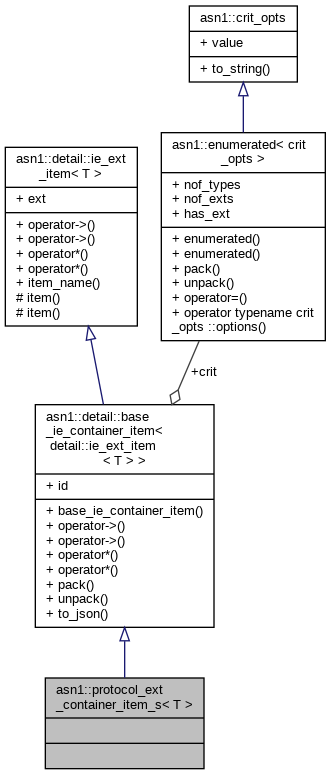 asn1::crit_opts
+ value
+ to_string()
asn1::detail::ie_ext
_item< T >
+ ext
+ operator->()
+ operator->()
+ operator*()
+ operator*()
+ item_name()
# item()
# item()
asn1::enumerated< crit
_opts >
+ nof_types
+ nof_exts
+ has_ext
+ enumerated()
+ enumerated()
+ pack()
+ unpack()
+ operator=()
+ operator typename crit
_opts ::options()
+crit
asn1::detail::base
_ie_container_item<
detail::ie_ext_item
< T > >
+ id
+ base_ie_container_item()
+ operator->()
+ operator->()
+ operator*()
+ operator*()
+ pack()
+ unpack()
+ to_json()
asn1::protocol_ext
_container_item_s< T >